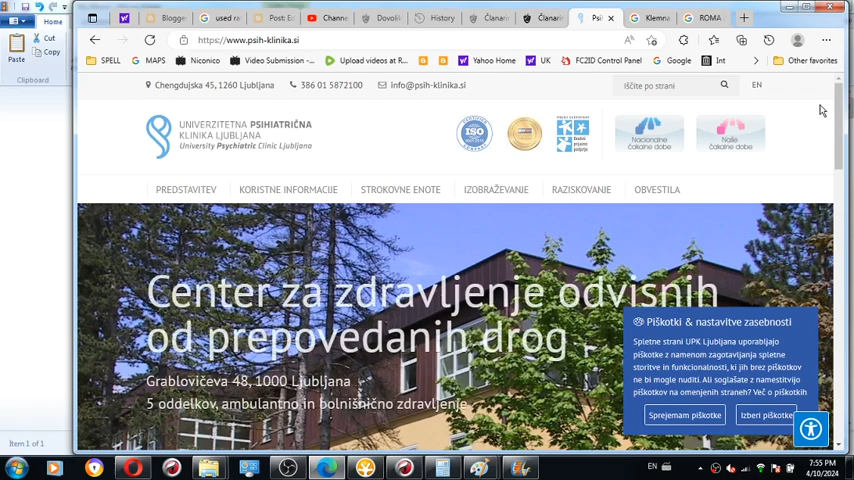 Home
Cut
Copy
Paste
Clipboard
Item 1 of 1
Blogger
used ra
Post: Ed
Channe
Dovolil
History
Članar
Članar
Psil
Klemna
ROMA
https://www.psih-klinika.si
SPELL
Maps
Niconico
Video Submission -...
Upload videos at R...
Yahoo Home
UK
FC2ID Control Panel
Google
Int
Other favorites
Chengdujska 45,1260 Ljubljana
386 01 5872100
info@psih-klinika.si
Iščite po strani
EN
UNIVERZITETNA PSIHIATRIČNA
KLINIKA LJUBLJANA
University Psychiatric Clinic Ljubljana
ISO
Nacionalne
čakalne dobe
Naše
čakalne dobe
PREDSTAVITEV
KORISTNE INFORMACIJE
STROKOVNE ENOTE
IZOBRAŽEVANJE
RAZISKOVANJE
OBVESTILA
Center za zdravljenje odvisnih
od prepovedanih drog
Grablovičeva 48, 1000 Ljubljana
5 oddelkov, ambulantno in bolnišnično zdravljenje
Piškotki & nastavitve zasebnosti
Spletne strani UPK Ljubljana uporabljajo
piškotke z namenom zagotavljanja spletne
storitve in funkcionalnosti, ki jih brez piškotkov
ne bi mogle nuditi. Ali soglašate z namestitvijo
piškotkov na omenjenih straneh? Več o piškotkih
Sprejemam piškotke
Izberi piškotke
EN
7:55 PM
4/10/2024